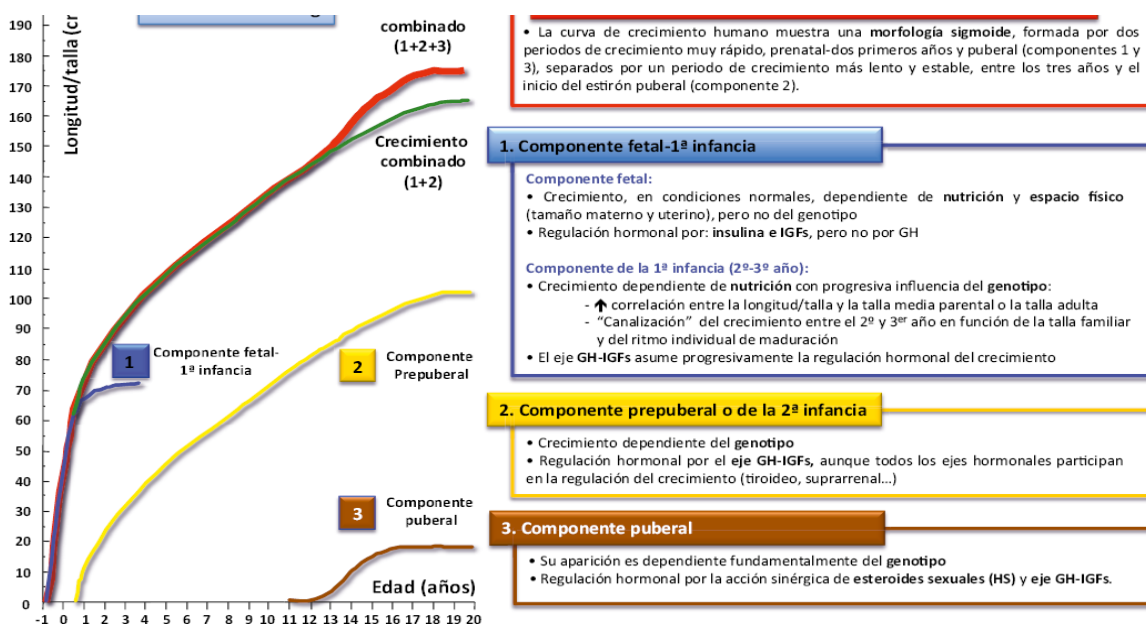 Longitud/talla (cr
190
180
170
160
150
140
130
120
110
100
90
80
70
60
50
40
30
20
10
0
-1 0 1 2 3 4 5 6 7 8 9 10 11 12 13 14 15 16 17 18 19 20
Edad (años)
combinado
(1+2+3)
Crecimiento
combinado
(1+2)
1
Componente fetal-
1ª infancia
2
Componente
Prepuberal
3
Componente
puberal
• La curva de crecimiento humano muestra una morfología sigmoide, formada por dos
periodos de crecimiento muy rápido, prenatal-dos primeros años y puberal (componentes 1 y
3), separados por un periodo de crecimiento más lento y estable, entre los tres años y el
inicio del estirón puberal (componente 2).
1. Componente fetal-1ª infancia
Componente fetal:
• Crecimiento, en condiciones normales, dependiente de nutrición y espacio físico
(tamaño materno y uterino), pero no del genotipo
• Regulación hormonal por: insulina e IGFs, pero no por GH
Componente de la 1ª infancia (2º-3º año):
• Crecimiento dependiente de nutrición con progresiva influencia del genotipo:
- ↑ correlación entre la longitud/talla y la talla media parental o la talla adulta
- “Canalización” del crecimiento entre el 2º y 3er año en función de la talla familiar
y del ritmo individual de maduración
• El eje GH-IGFs asume progresivamente la regulación hormonal del crecimiento
2. Componente prepuberal o de la 2ª infancia
• Crecimiento dependiente del genotipo
• Regulación hormonal por el eje GH-IGFs, aunque todos los ejes hormonales participan
en la regulación del crecimiento (tiroideo, suprarrenal...)
3. Componente puberal
• Su aparición es dependiente fundamentalmente del genotipo
• Regulación hormonal por la acción sinérgica de esteroides sexuales (HS) y eje GH-IGFs.